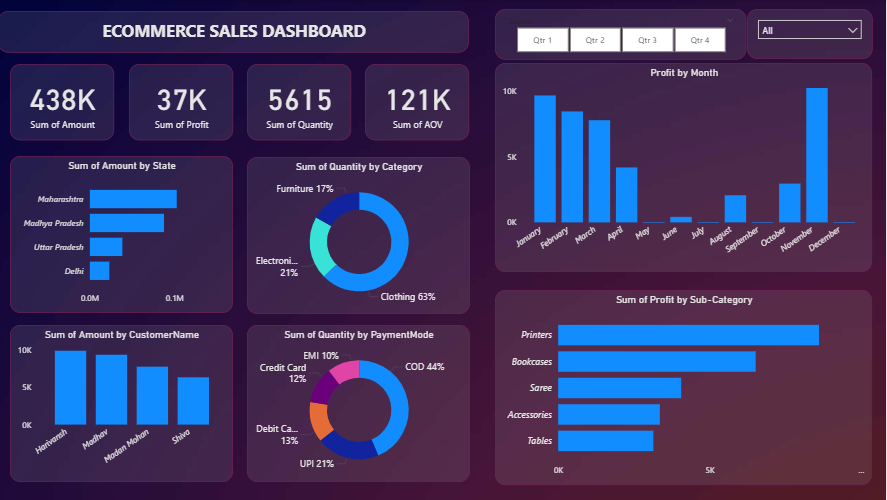 ECOMMERCE SALES DASHBOARD
Qtr 1
Qtr 2
Qtr 3
Qtr 4
All
438K
Sum of Amount
37K
Sum of Profit
5615
Sum of Quantity
121K
Sum of AOV
Profit by Month
10K
5K
0K
January
February
March
April
May
June
July
August
September
October
November
December
Sum of Amount by State
Maharashtra
Madhya Pradesh
Uttar Pradesh
Delhi
0.0M
0.1M
Sum of Quantity by Category
Furniture 17%
Electroni...
21%
Clothing 63%
Sum of Amount by CustomerName
10K
5K
0K
Harivansh
Madhav
Madan Mohan
Shiva
Sum of Quantity by PaymentMode
EMI 10%
Credit Card
12%
Debit Ca...
13%
UPI 21%
COD 44%
Sum of Profit by Sub-Category
Printers
Bookcases
Saree
Accessories
Tables
0K
5K
...